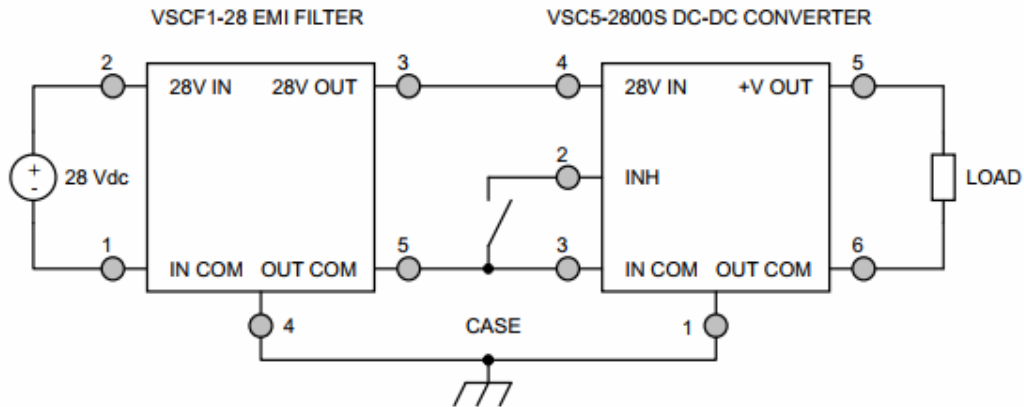 VSCF1-28 EMI FILTER VSC5-2800S DC-DC CONVERTER
2 3 4 5
28V IN 28V OUT 28V IN +V OUT
2
+
- 28 Vdc INH LOAD
1 5 3 6
IN COM OUT COM IN COM OUT COM
4 CASE 1